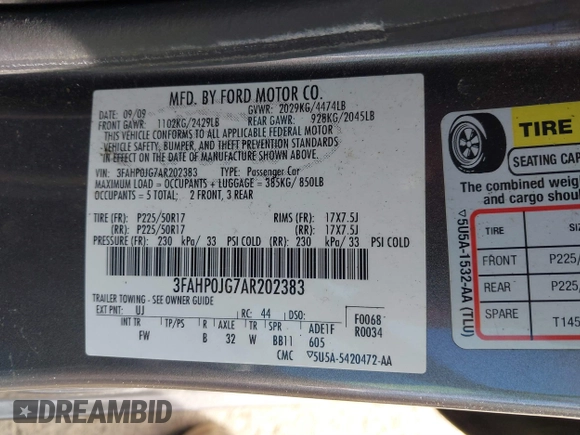 MFD. BY FORD MOTOR CO.
DATE: 09/09 GVWR: 2029KG/4474LB
FRONT GAWR: 1102KG/2429LB REAR GAWR: 928KG/2045LB
THIS VEHICLE CONFORMS TO ALL APPLICABLE FEDERAL MOTOR
VEHICLE SAFETY, BUMPER, AND THEFT PREVENTION STANDARDS
IN EFFECT ON THE DATE OF MANUFACTURE SHOWN ABOVE.
VIN: 3FAHP0JG7AR202383 TYPE: Passenger Car
MAXIMUM LOAD = OCCUPANTS + LUGGAGE = 385KG/ 850LB
OCCUPANTS = 5 TOTAL; 2 FRONT, 3 REAR
TIRE (FR): P225/50R17 RIMS (FR): 17X7.5J
(RR): P225/50R17 (RR): 17X7.5J
PRESSURE (FR): 230 kPa/ 33 PSI COLD (RR): 230 kPa/ 33 PSI COLD
3FAHP0JG7AR202383
TRAILER TOWING - SEE OWNER GUIDE
EXT PNT: UJ RC: 44 DSO: F0068
INT TR TP/PS R AXLE TR SPR ADE1F R0034
FW B 32 W BB11 605
CMC ▽5U5A-5420472-AA
▽5U5A-1532-AA (TLU)
TIRE
SEATING CAPA
The combined weigh
and cargo shou
TIRE SI
FRONT P225/
REAR P225/
SPARE T145
DREAMBID